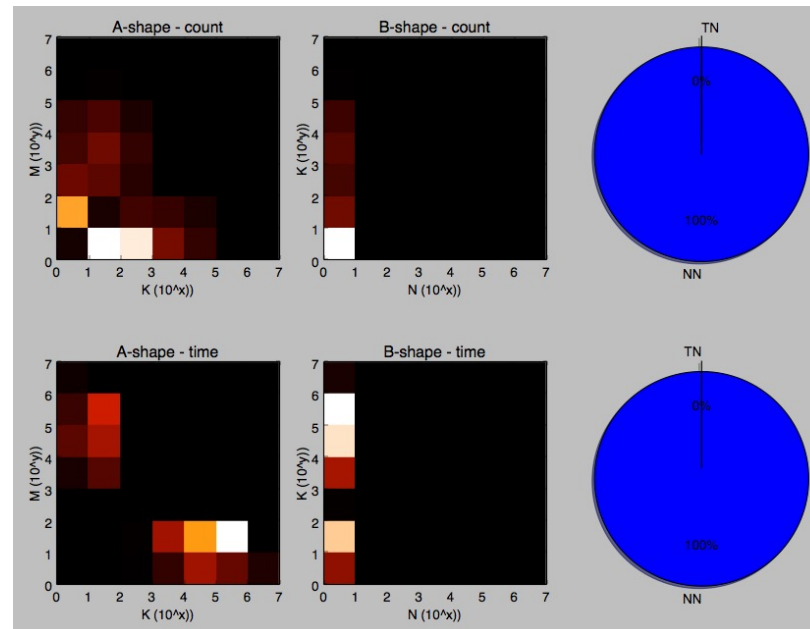 A-shape - count
7
6
5
4
3
2
1
0
M (10^y))
0 1 2 3 4 5 6 7
K (10^x))
B-shape - count
7
6
5
4
3
2
1
0
K (10^y))
0 1 2 3 4 5 6 7
N (10^x))
TN
0%
100%
NN
A-shape - time
7
6
5
4
3
2
1
0
M (10^y))
0 1 2 3 4 5 6 7
K (10^x))
B-shape - time
7
6
5
4
3
2
1
0
K (10^y))
0 1 2 3 4 5 6 7
N (10^x))
TN
0%
100%
NN